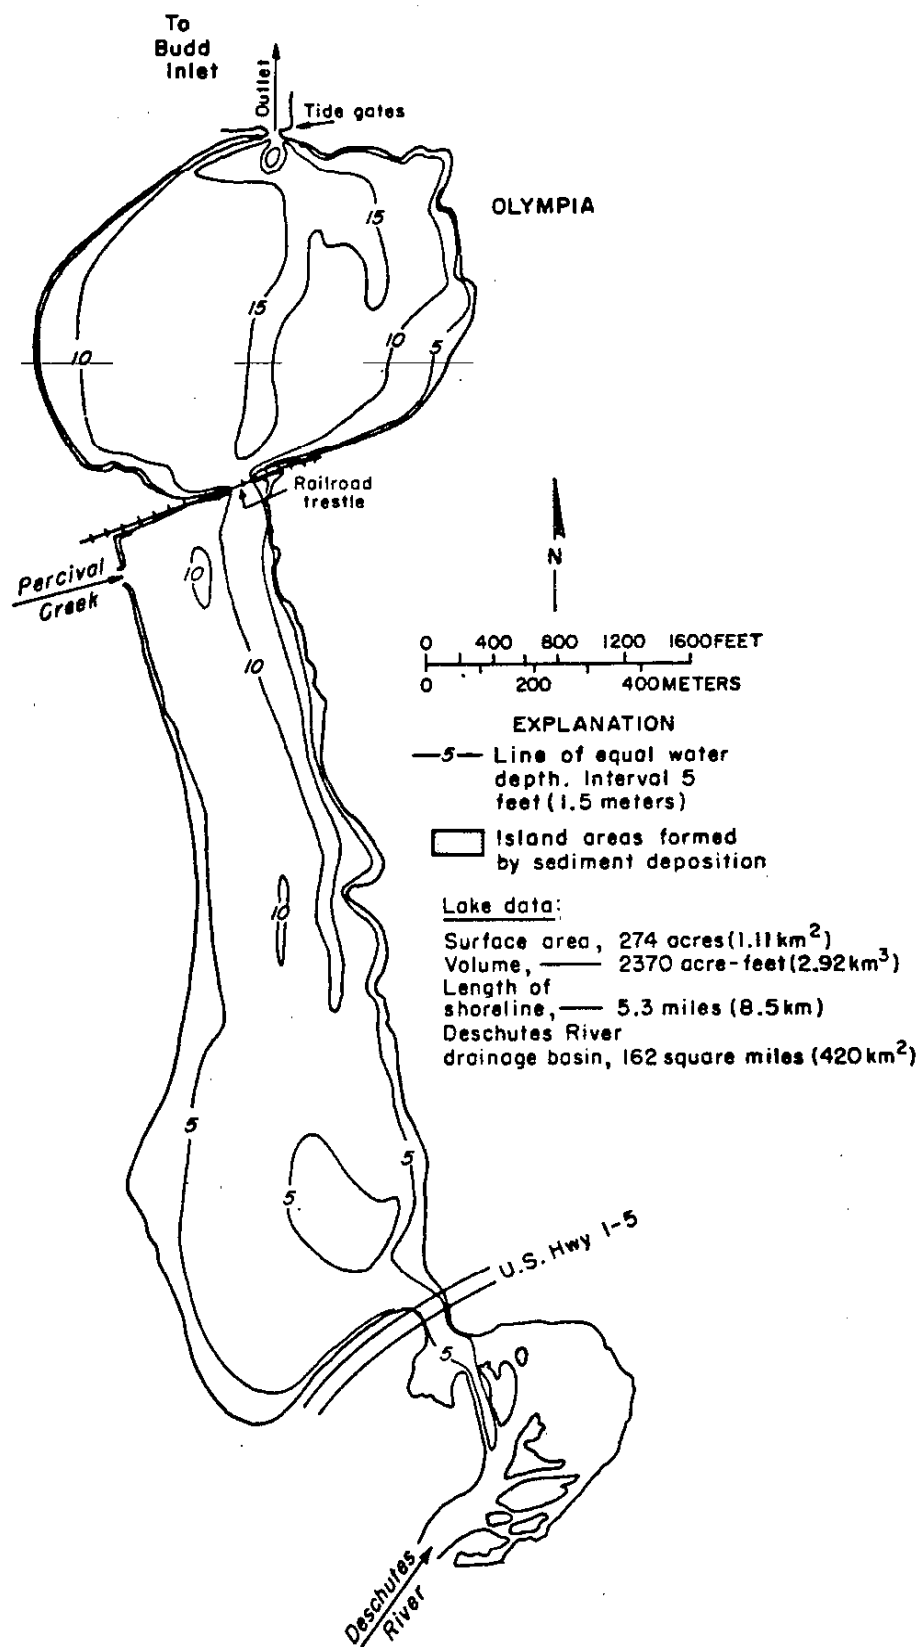 To
Budd
Inlet
Outlet
Tide gates
OLYMPIA
15
15
10
10
5
Railroad
trestle
Percival
Creek
10
10
N
0 400 800 1200 1600 FEET
0 200 400 METERS
EXPLANATION
—5— Line of equal water
depth. Interval 5
feet (1.5 meters)
Island areas formed
by sediment deposition
Lake data:
Surface area, 274 acres (1.11 km²)
Volume, —— 2370 acre-feet (2.92 km³)
Length of
shoreline, —— 5.3 miles (8.5 km)
Deschutes River
drainage basin, 162 square miles (420 km²)
10
5
5
5
U.S. Hwy I-5
5
Deschutes
River